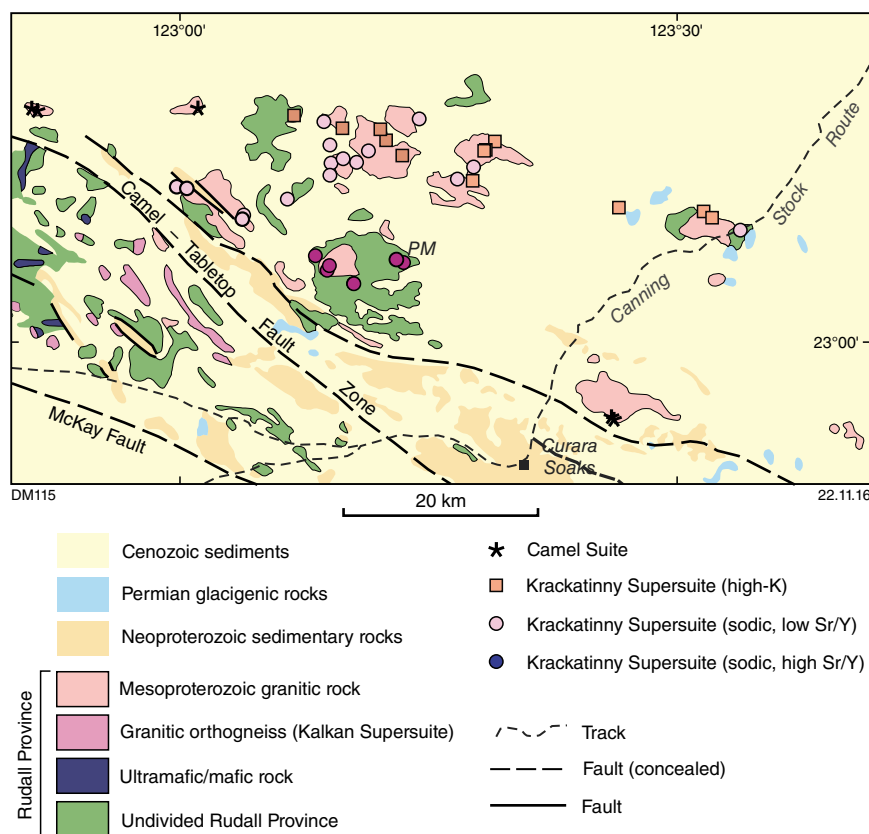 123°00'
123°30'
Route
Stock
Canning
PM
Camel – Tabletop
Fault
Zone
23°00'
McKay Fault
Curara
Soaks
DM115
22.11.16
20 km
Cenozoic sediments
Permian glacigenic rocks
Neoproterozoic sedimentary rocks
Rudall Province
Mesoproterozoic granitic rock
Granitic orthogneiss (Kalkan Supersuite)
Ultramafic/mafic rock
Undivided Rudall Province
Camel Suite
Krackatinny Supersuite (high-K)
Krackatinny Supersuite (sodic, low Sr/Y)
Krackatinny Supersuite (sodic, high Sr/Y)
Track
Fault (concealed)
Fault